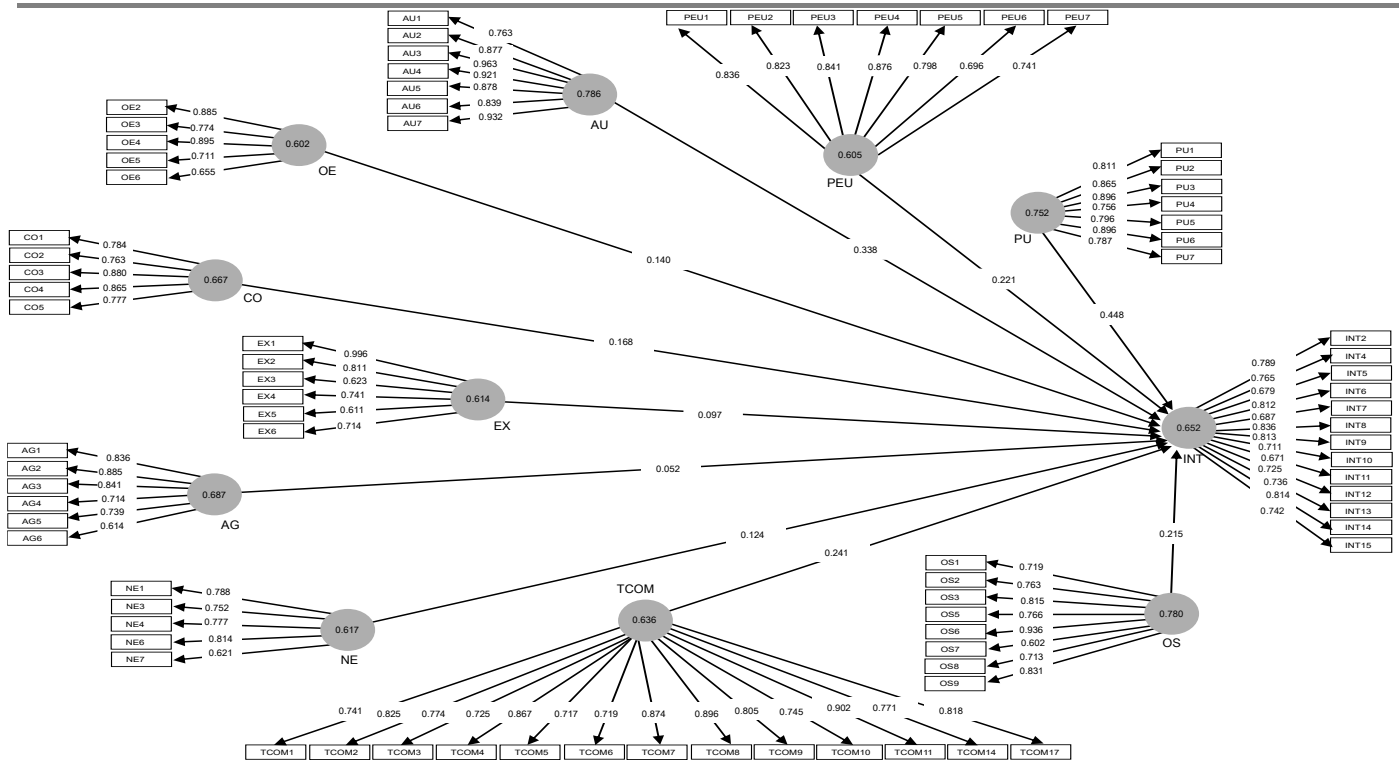 AU1
AU2
AU3
AU4
AU5
AU6
AU7
0.763
0.877
0.963
0.921
0.878
0.839
0.932
0.786
AU
PEU1
PEU2
PEU3
PEU4
PEU5
PEU6
PEU7
0.836
0.823
0.841
0.876
0.798
0.696
0.741
0.605
PEU
OE2
OE3
OE4
OE5
OE6
0.885
0.774
0.895
0.711
0.655
0.602
OE
PU1
PU2
PU3
PU4
PU5
PU6
PU7
0.811
0.865
0.896
0.756
0.796
0.896
0.787
0.752
PU
CO1
CO2
CO3
CO4
CO5
0.784
0.763
0.880
0.865
0.777
0.667
CO
0.140
0.338
0.221
0.448
0.168
EX1
EX2
EX3
EX4
EX5
EX6
0.996
0.811
0.623
0.741
0.611
0.714
0.614
EX
0.097
INT2
INT4
INT5
INT6
INT7
INT8
INT9
INT10
INT11
INT12
INT13
INT14
INT15
0.789
0.765
0.679
0.812
0.687
0.836
0.813
0.711
0.671
0.725
0.736
0.814
0.742
0.652
INT
AG1
AG2
AG3
AG4
AG5
AG6
0.836
0.885
0.841
0.714
0.739
0.614
0.687
AG
0.052
0.124
0.241
0.215
NE1
NE3
NE4
NE6
NE7
0.788
0.752
0.777
0.814
0.621
0.617
NE
TCOM
0.636
OS1
OS2
OS3
OS5
OS6
OS7
OS8
OS9
0.719
0.763
0.815
0.766
0.936
0.602
0.713
0.831
0.780
OS
0.741
0.825
0.774
0.725
0.867
0.717
0.719
0.874
0.896
0.805
0.745
0.902
0.771
0.818
TCOM1
TCOM2
TCOM3
TCOM4
TCOM5
TCOM6
TCOM7
TCOM8
TCOM9
TCOM10
TCOM11
TCOM14
TCOM17